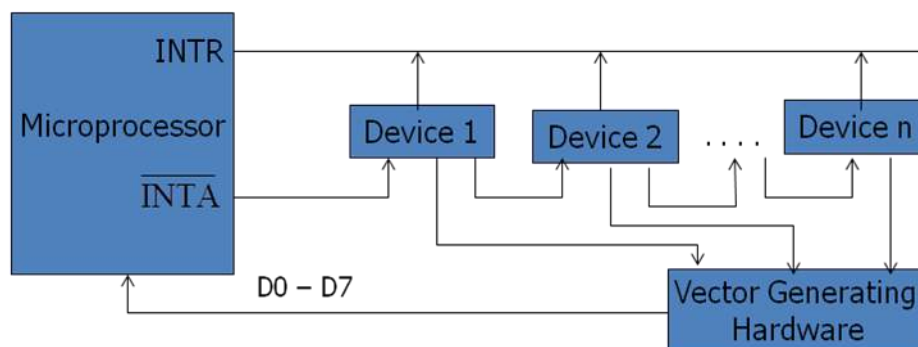 INTR
Microprocessor
INTA
Device 1
Device 2
. . . .
Device n
D0 – D7
Vector Generating
Hardware